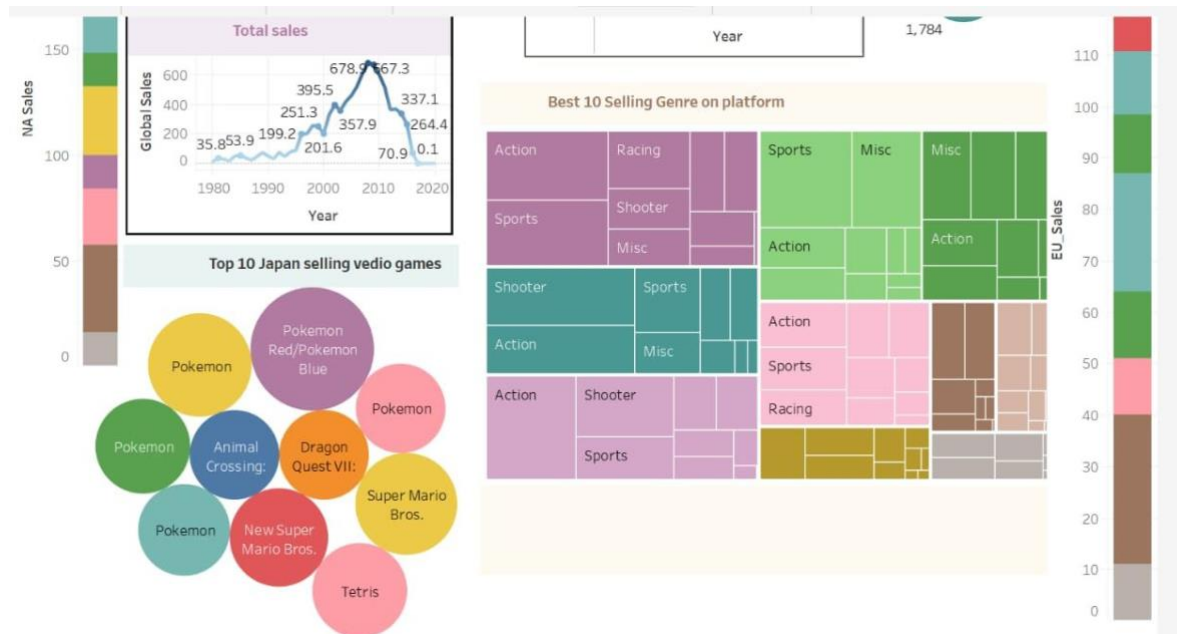 150
100
50
0
NA Sales
Total sales
Global Sales
600
400
200
0
35.8
53.9
199.2
251.3
201.6
395.5
357.9
678.9
667.3
337.1
264.4
70.9
0.1
1980
1990
2000
2010
2020
Year
Top 10 Japan selling vedio games
Pokemon
Red/Pokemon
Blue
Pokemon
Pokemon
Pokemon
Animal
Crossing:
Dragon
Quest VII:
Super Mario
Bros.
Pokemon
New Super
Mario Bros.
Tetris
Year
1,784
Best 10 Selling Genre on platform
Action
Racing
Shooter
Sports
Misc
Shooter
Sports
Action
Misc
Action
Shooter
Sports
Sports
Misc
Action
Misc
Action
Action
Sports
Racing
EU_Sales
110
100
90
80
70
60
50
40
30
20
10
0